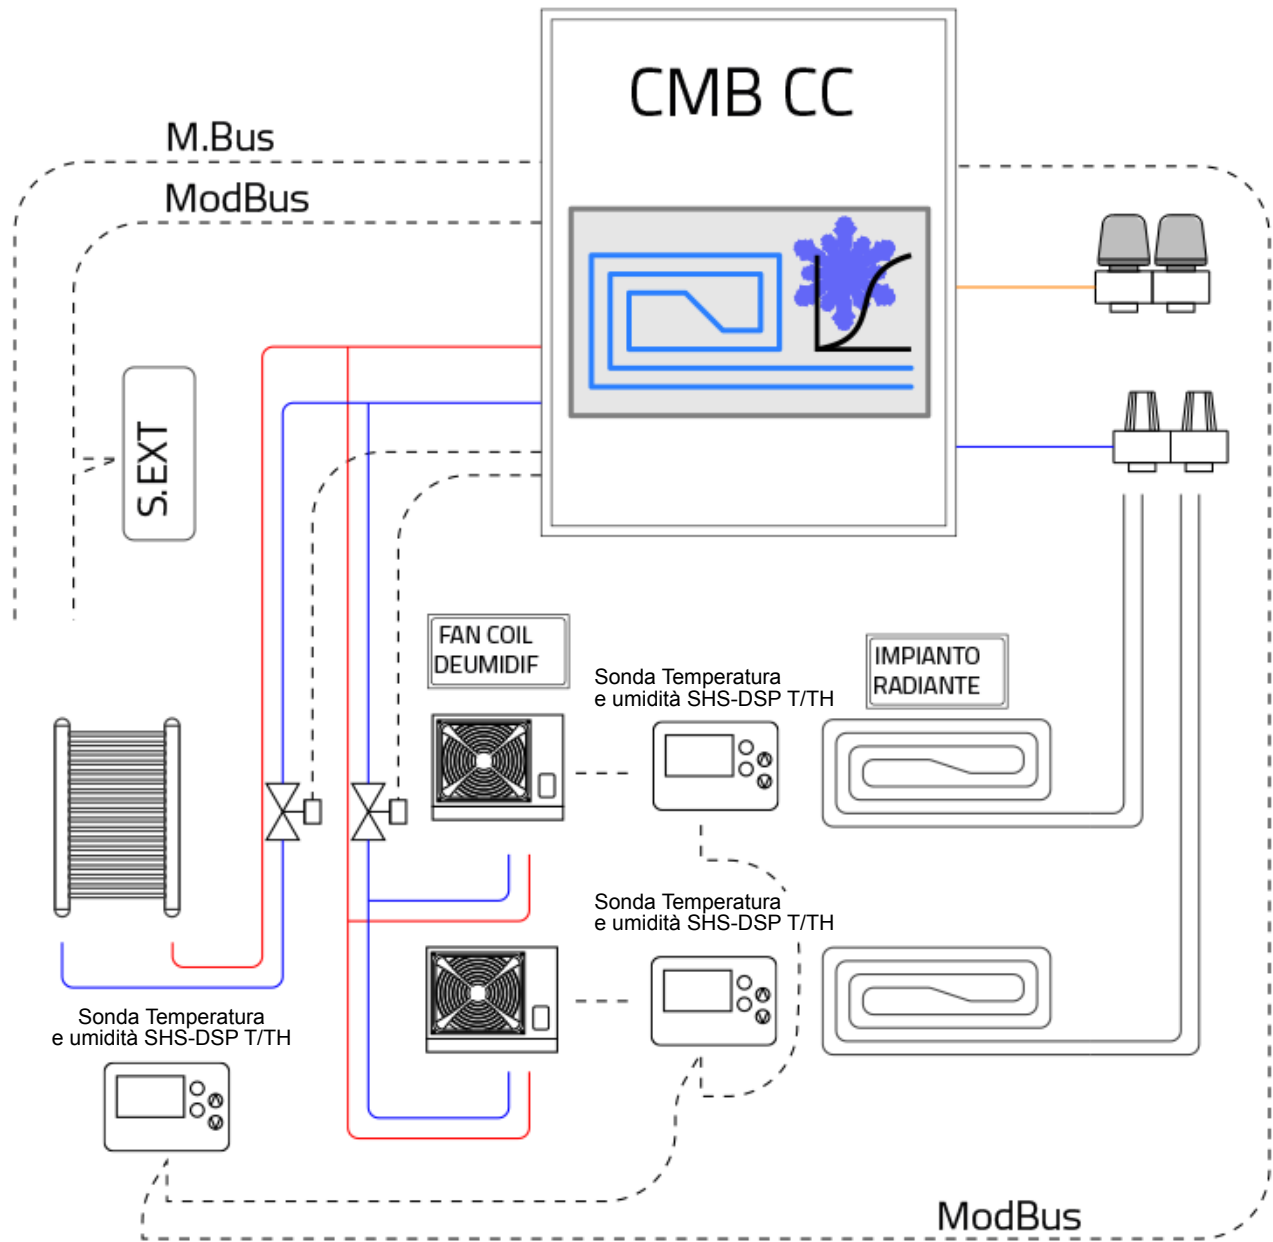 CMB CC
M.Bus
ModBus
S.EXT
FAN COIL
DEUMIDIF
Sonda Temperatura
e umidità SHS-DSP T/TH
IMPIANTO
RADIANTE
Sonda Temperatura
e umidità SHS-DSP T/TH
Sonda Temperatura
e umidità SHS-DSP T/TH
ModBus